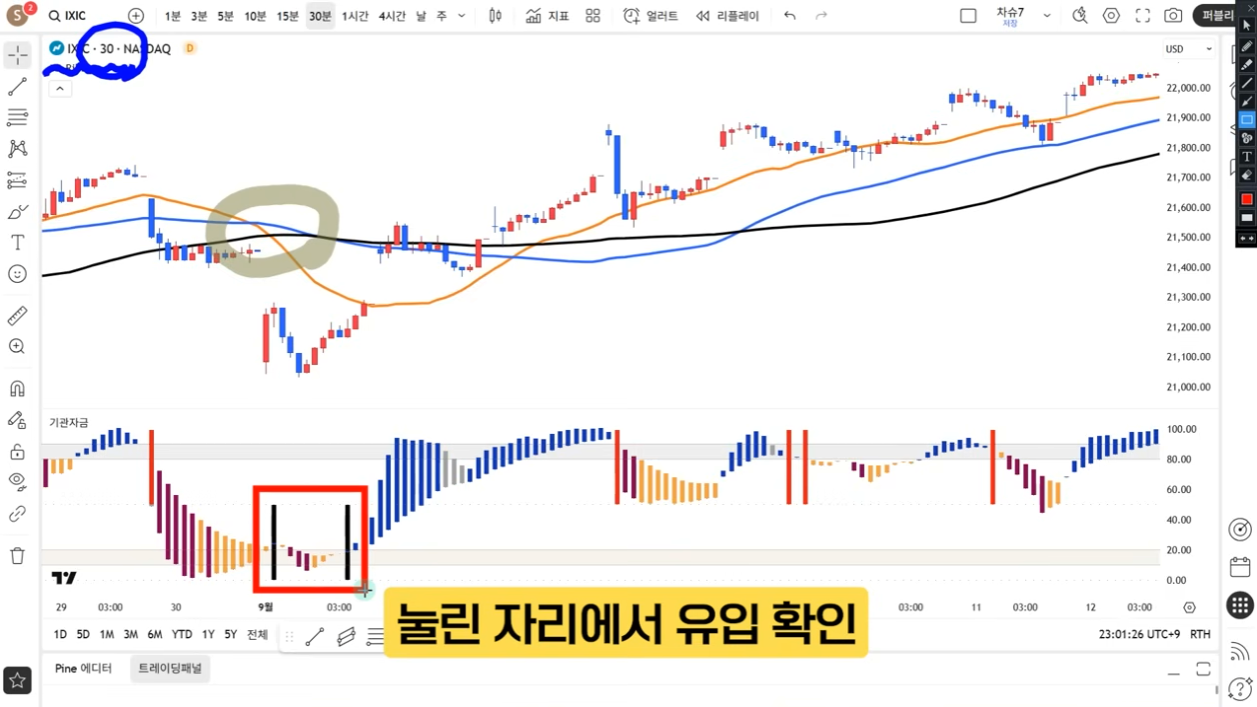 S 2 IXIC 1분 3분 5분 10분 15분 30분 1시간 4시간 날 주 지표 얼러트 리플레이 차슈7 저장 퍼블리
IXIC · 30 · NASDAQ D
USD
22,000.00
21,900.00
21,800.00
21,700.00
21,600.00
21,500.00
21,400.00
21,300.00
21,200.00
21,100.00
21,000.00
기관자금
100.00
80.00
60.00
40.00
20.00
0.00
29 03:00 30 9월 03:00 03:00 11 03:00 12 03:00
1D 5D 1M 3M 6M YTD 1Y 5Y 전체 23:01:26 UTC+9 RTH
눌린 자리에서 유입 확인
Pine 에디터 트레이딩패널